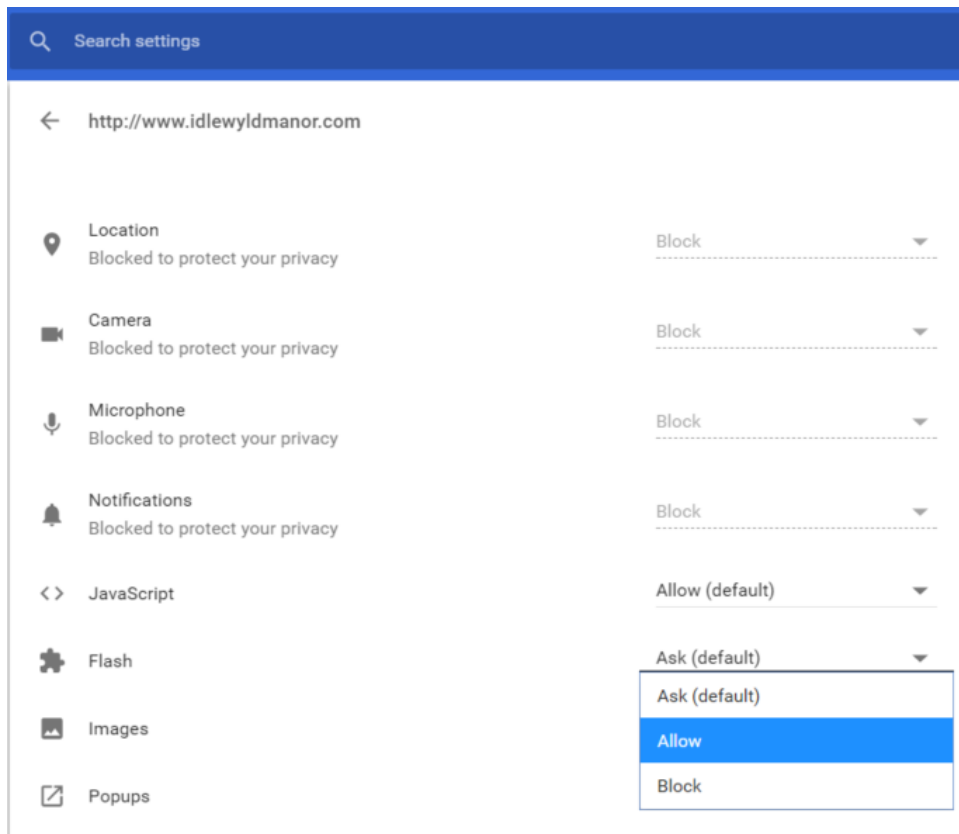 Search settings
http://www.idlewyldmanor.com
Location
Blocked to protect your privacy
Block
Camera
Blocked to protect your privacy
Block
Microphone
Blocked to protect your privacy
Block
Notifications
Blocked to protect your privacy
Block
JavaScript
Allow (default)
Flash
Ask (default)
Ask (default)
Images
Allow
Block
Popups